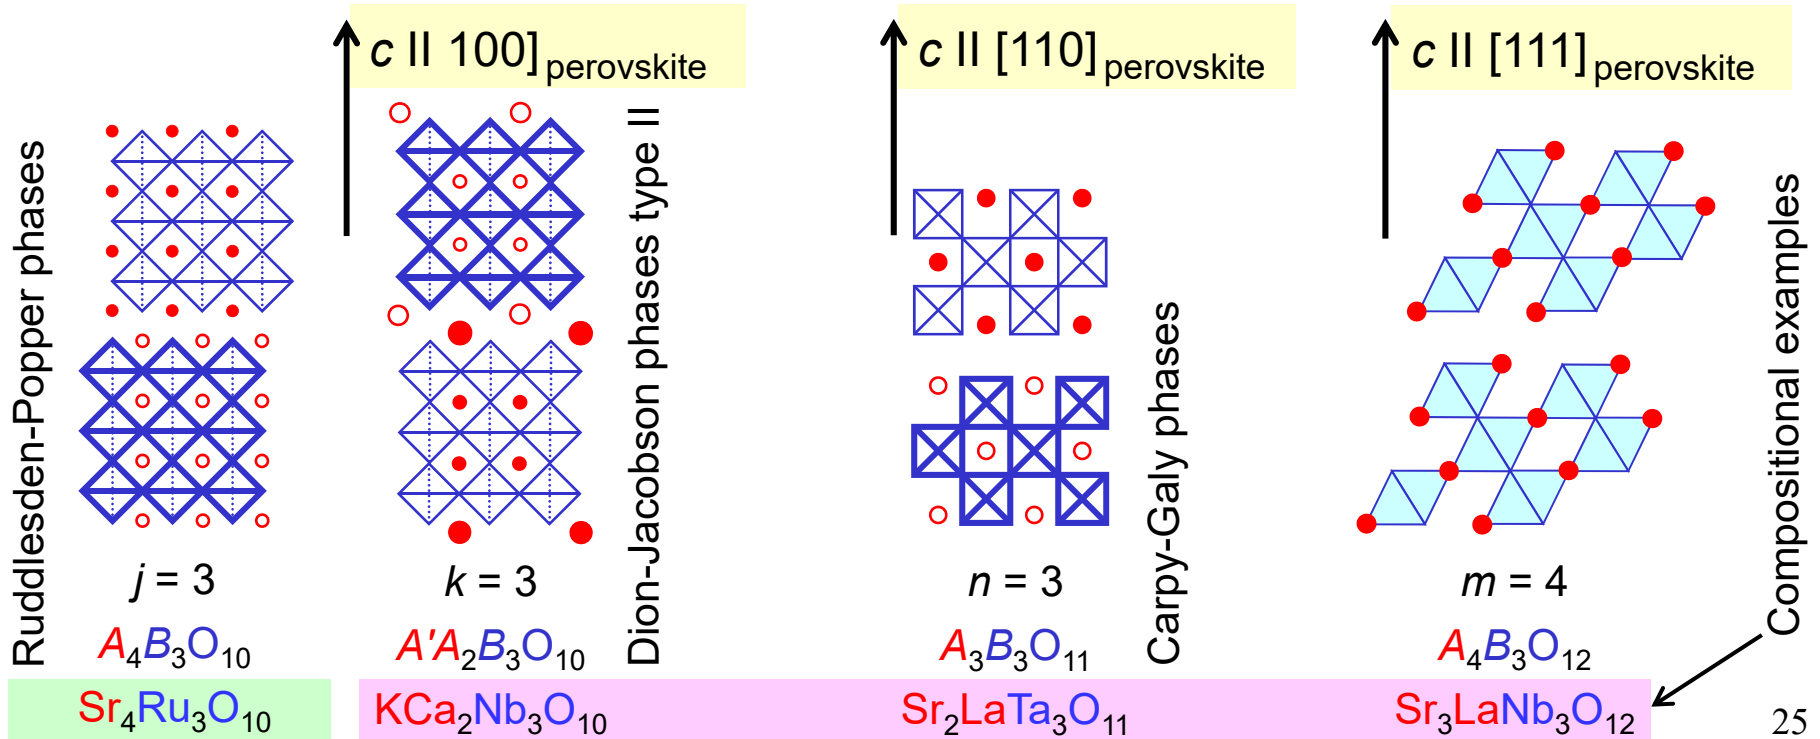 c II 100]perovskite
c II [110]perovskite
c II [111]perovskite
Ruddlesden-Popper phases
Dion-Jacobson phases type II
Carpy-Galy phases
Compositional examples
j = 3
k = 3
n = 3
m = 4
A4B3O10
A'A2B3O10
A3B3O11
A4B3O12
Sr4Ru3O10
KCa2Nb3O10
Sr2LaTa3O11
Sr3LaNb3O12
25